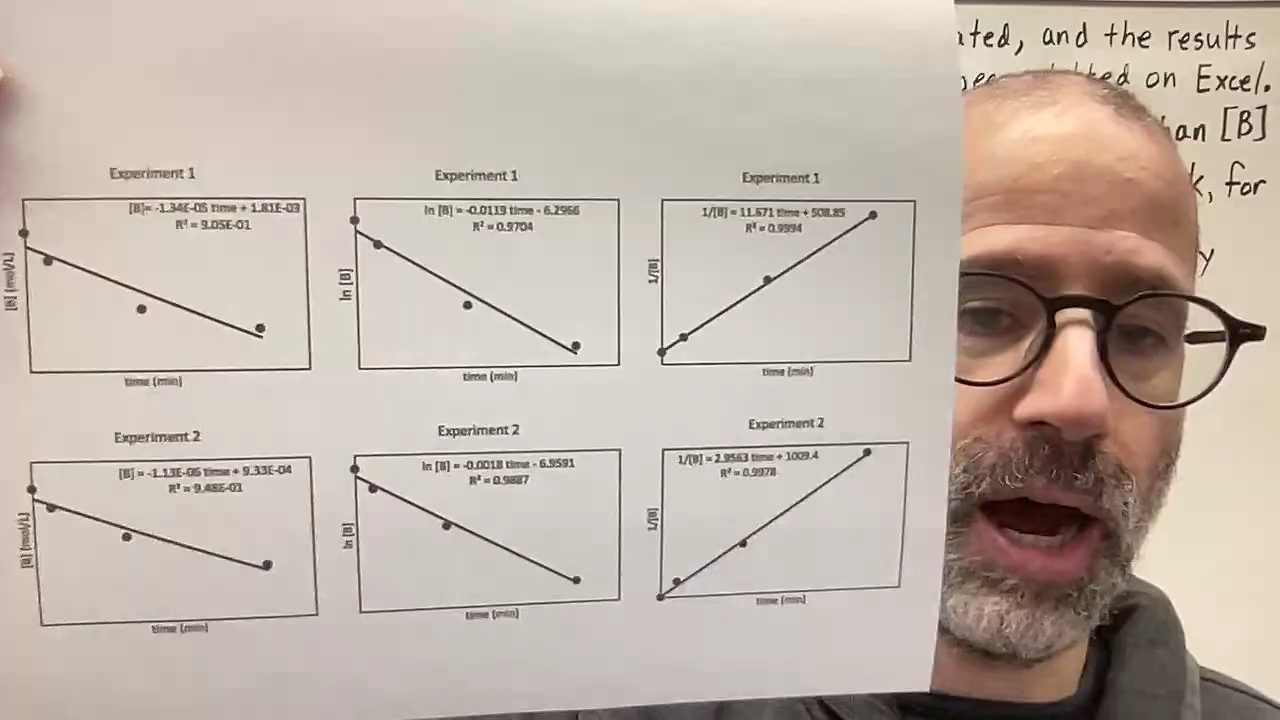 ated, and the results
on Excel.
an [B]
k, for
y
Experiment 1
[B]= -1.34E-05 time + 1.81E-03
R² = 9.05E-01
[B] (mol/L)
time (min)
Experiment 1
ln [B] = -0.0119 time - 6.2966
R² = 0.9704
ln [B]
time (min)
Experiment 1
1/[B] = 11.671 time + 508.85
R² = 0.9994
1/[B]
time (min)
Experiment 2
[B] = -1.13E-06 time + 9.33E-04
R² = 9.48E-01
[B] (mol/L)
time (min)
Experiment 2
ln [B] = -0.0018 time - 6.9591
R² = 0.9887
ln [B]
time (min)
Experiment 2
1/[B] = 2.9563 time + 1009.4
R² = 0.9978
1/[B]
time (min)